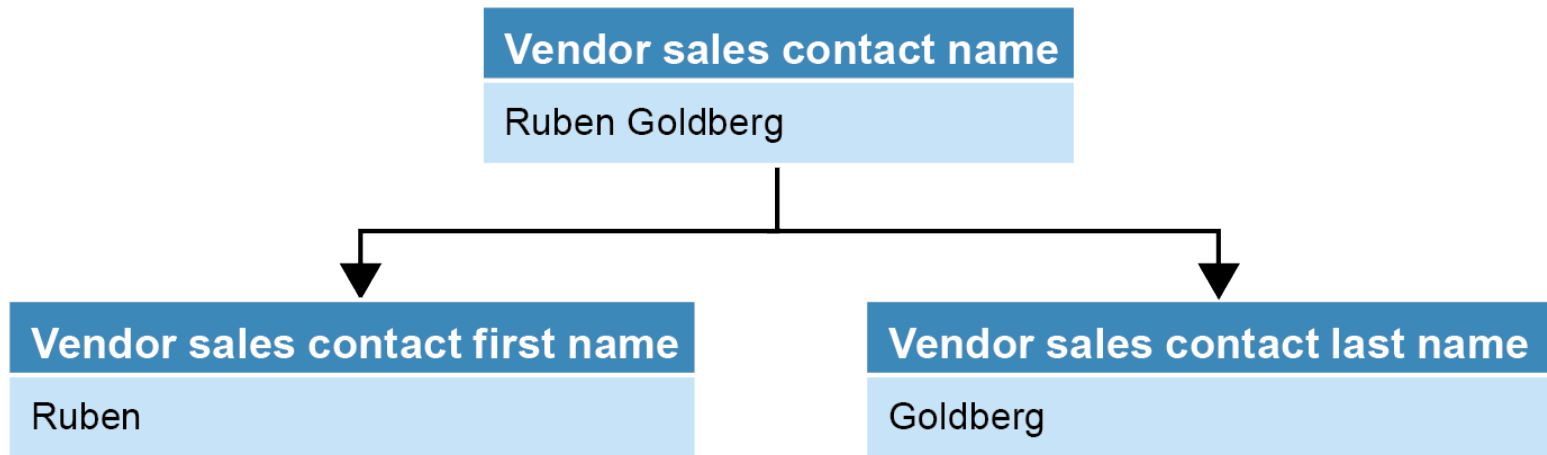 Vendor sales contact name
Ruben Goldberg
Vendor sales contact first name
Ruben
Vendor sales contact last name
Goldberg